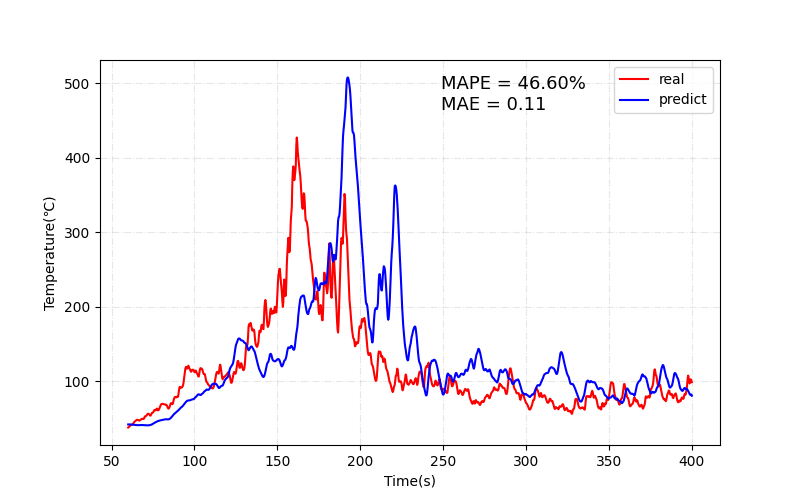 MAPE = 46.60%
MAE = 0.11
real
predict
Temperature(℃)
500
400
300
200
100
50
100
150
200
250
300
350
400
Time(s)